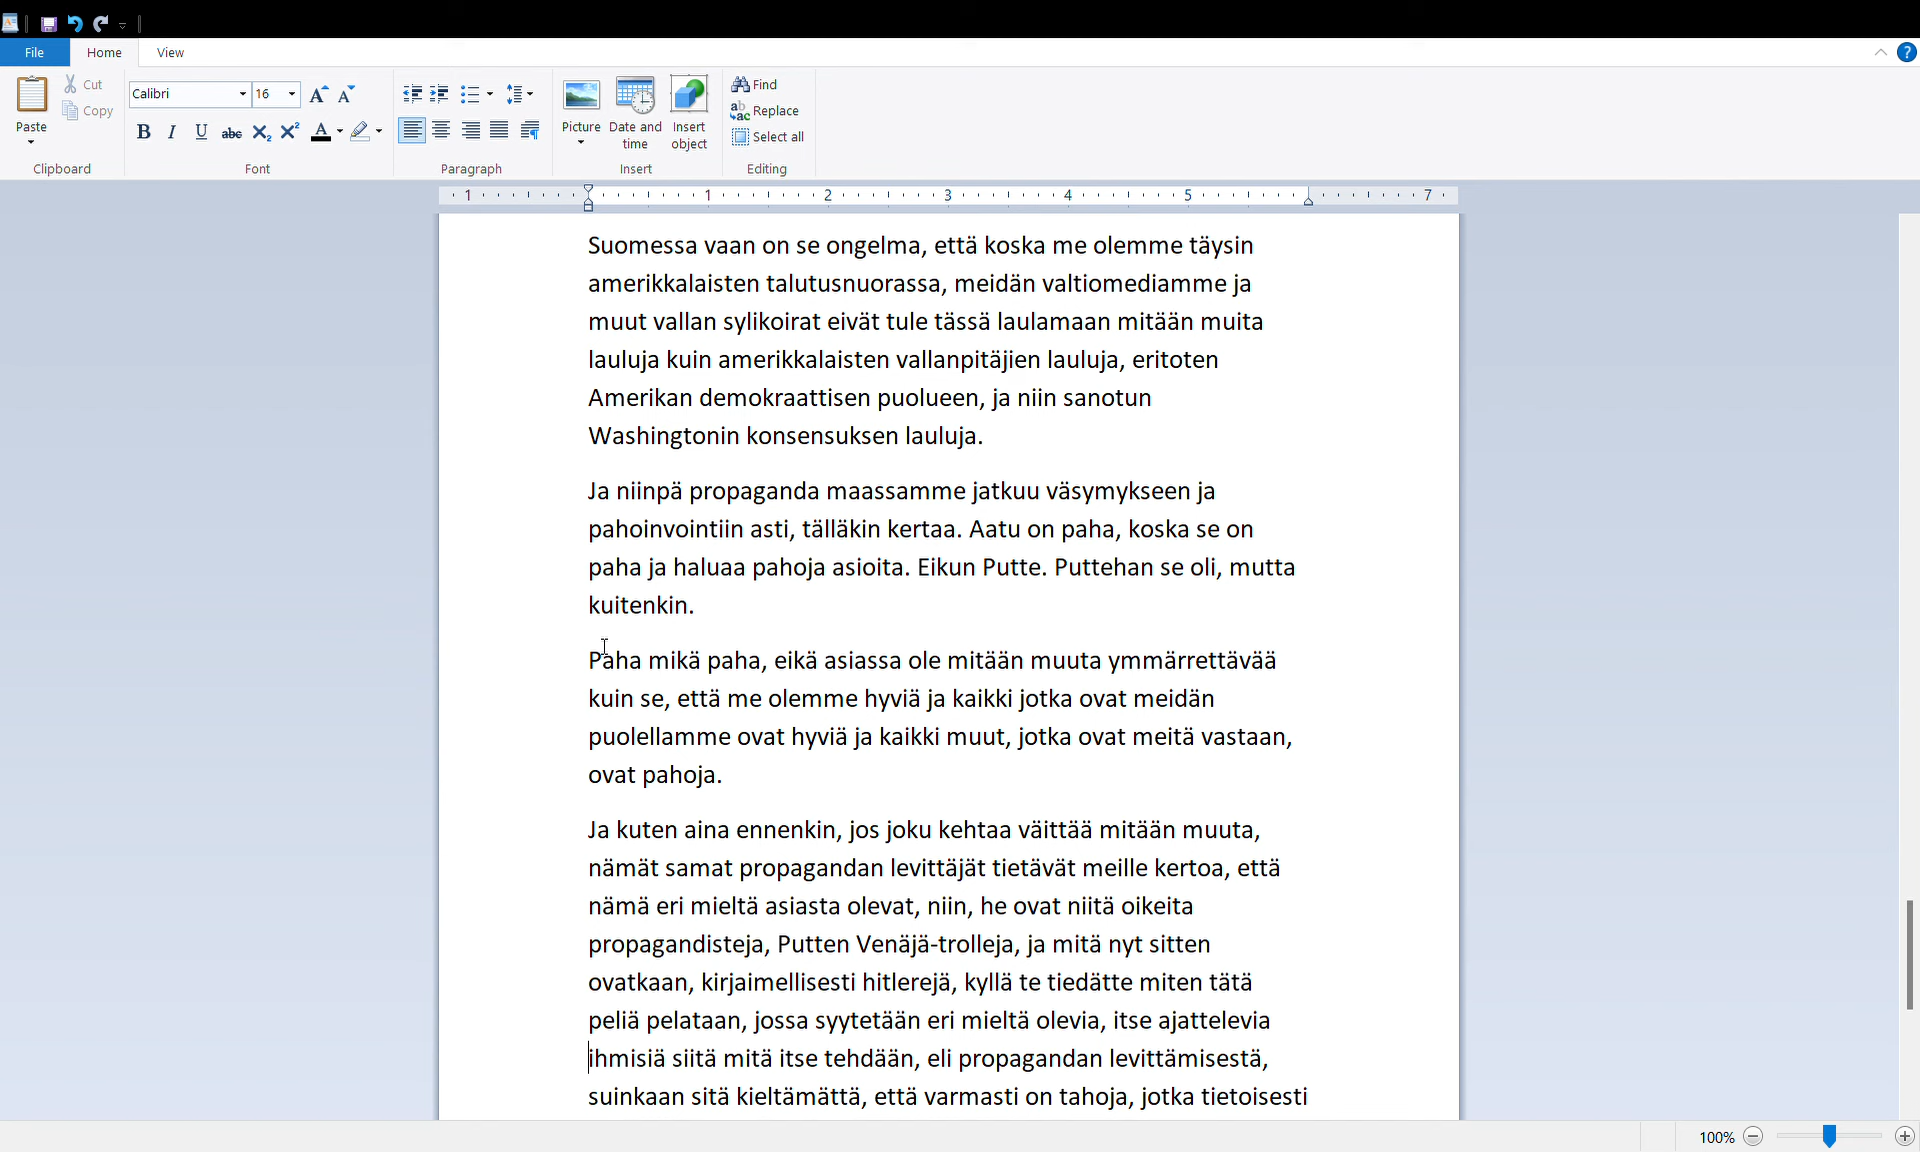 File
Home
View
Paste
Cut
Copy
Clipboard
Calibri
16
Font
Paragraph
Picture
Date and time
Insert object
Insert
Find
Replace
Select all
Editing
1 1 2 3 4 5 7
Suomessa vaan on se ongelma, että koska me olemme täysin
amerikkalaisten talutusnuorassa, meidän valtiomediamme ja
muut vallan sylikoirat eivät tule tässä laulamaan mitään muita
lauluja kuin amerikkalaisten vallanpitäjien lauluja, eritoten
Amerikan demokraattisen puolueen, ja niin sanotun
Washingtonin konsensuksen lauluja.
Ja niinpä propaganda maassamme jatkuu väsymykseen ja
pahoinvointiin asti, tälläkin kertaa. Aatu on paha, koska se on
paha ja haluaa pahoja asioita. Eikun Putte. Puttehan se oli, mutta
kuitenkin.
Paha mikä paha, eikä asiassa ole mitään muuta ymmärrettävää
kuin se, että me olemme hyviä ja kaikki jotka ovat meidän
puolellamme ovat hyviä ja kaikki muut, jotka ovat meitä vastaan,
ovat pahoja.
Ja kuten aina ennenkin, jos joku kehtaa väittää mitään muuta,
nämät samat propagandan levittäjät tietävät meille kertoa, että
nämä eri mieltä asiasta olevat, niin, he ovat niitä oikeita
propagandisteja, Putten Venäjä-trolleja, ja mitä nyt sitten
ovatkaan, kirjaimellisesti hitlerejä, kyllä te tiedätte miten tätä
peliä pelataan, jossa syytetään eri mieltä olevia, itse ajattelevia
ihmisiä siitä mitä itse tehdään, eli propagandan levittämisestä,
suinkaan sitä kieltämättä, että varmasti on tahoja, jotka tietoisesti
100%